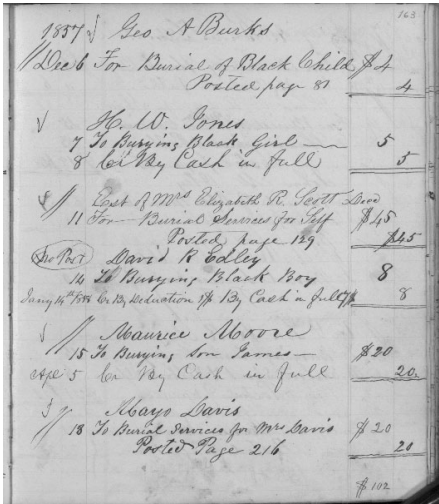 163
1857 √ Geo A Burks
// Dec 6 For Burial of Black Child $4
Posted page 81 4
√ H. W. Jones
7 To Burying Black Girl — 5
8 Cr By Cash in full 5
// Est of Mrs Elizabeth R. Scott Decd
11 For Burial Services for Self $45
Posted page 129 $45
No Post David R Edley
14 To Burying Black Boy 8
Jany 14th 1858 Cr By Deduction 1$ By Cash in full 7$ 8
√ // Maurice Moore
15 To Burying Son James — $20
Apl 5 Cr By Cash in full 20
// Mayo Davis
18 To Burial Services for Mrs Davis $20
Posted Page 216 20
$102